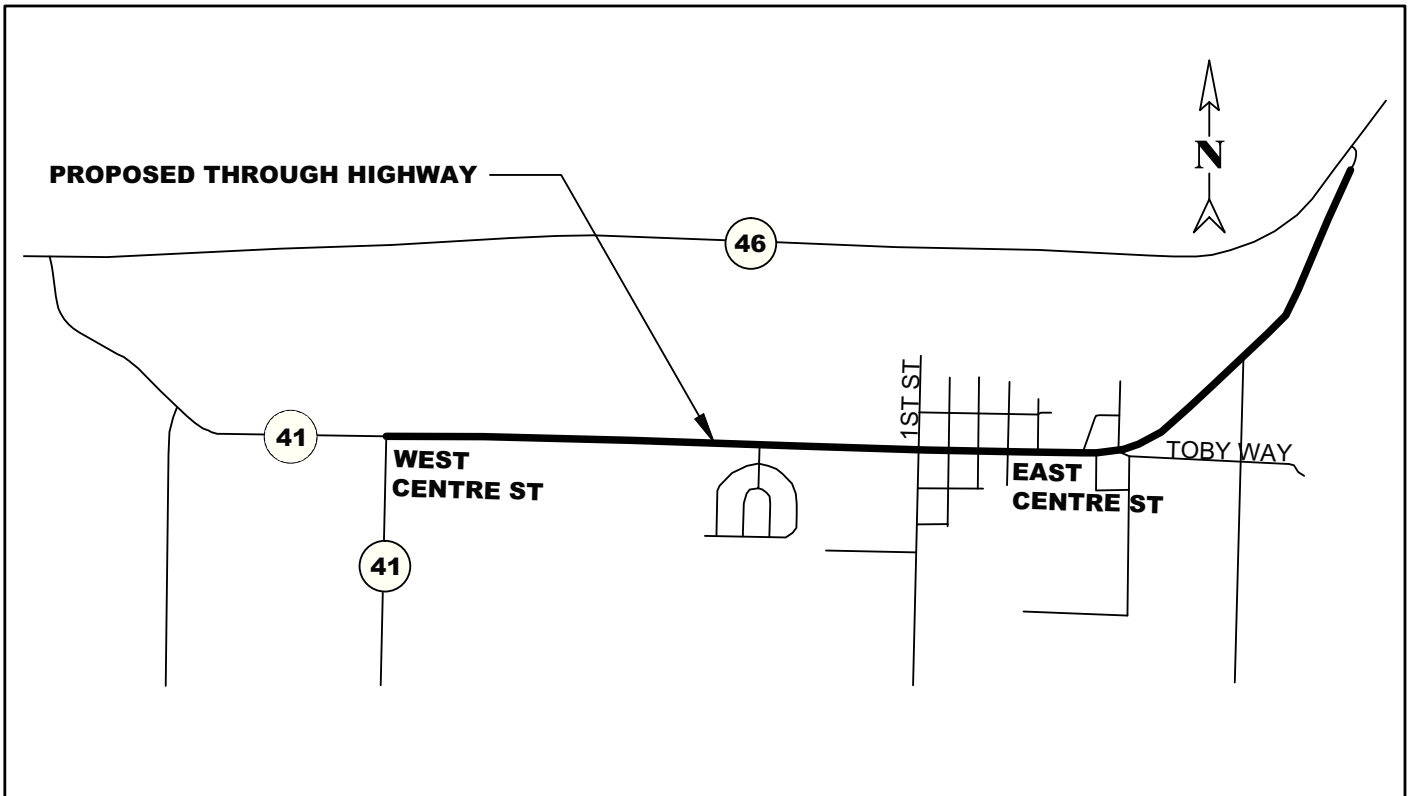 N
PROPOSED THROUGH HIGHWAY
46
1ST ST
41
WEST
CENTRE ST
TOBY WAY
EAST
CENTRE ST
41